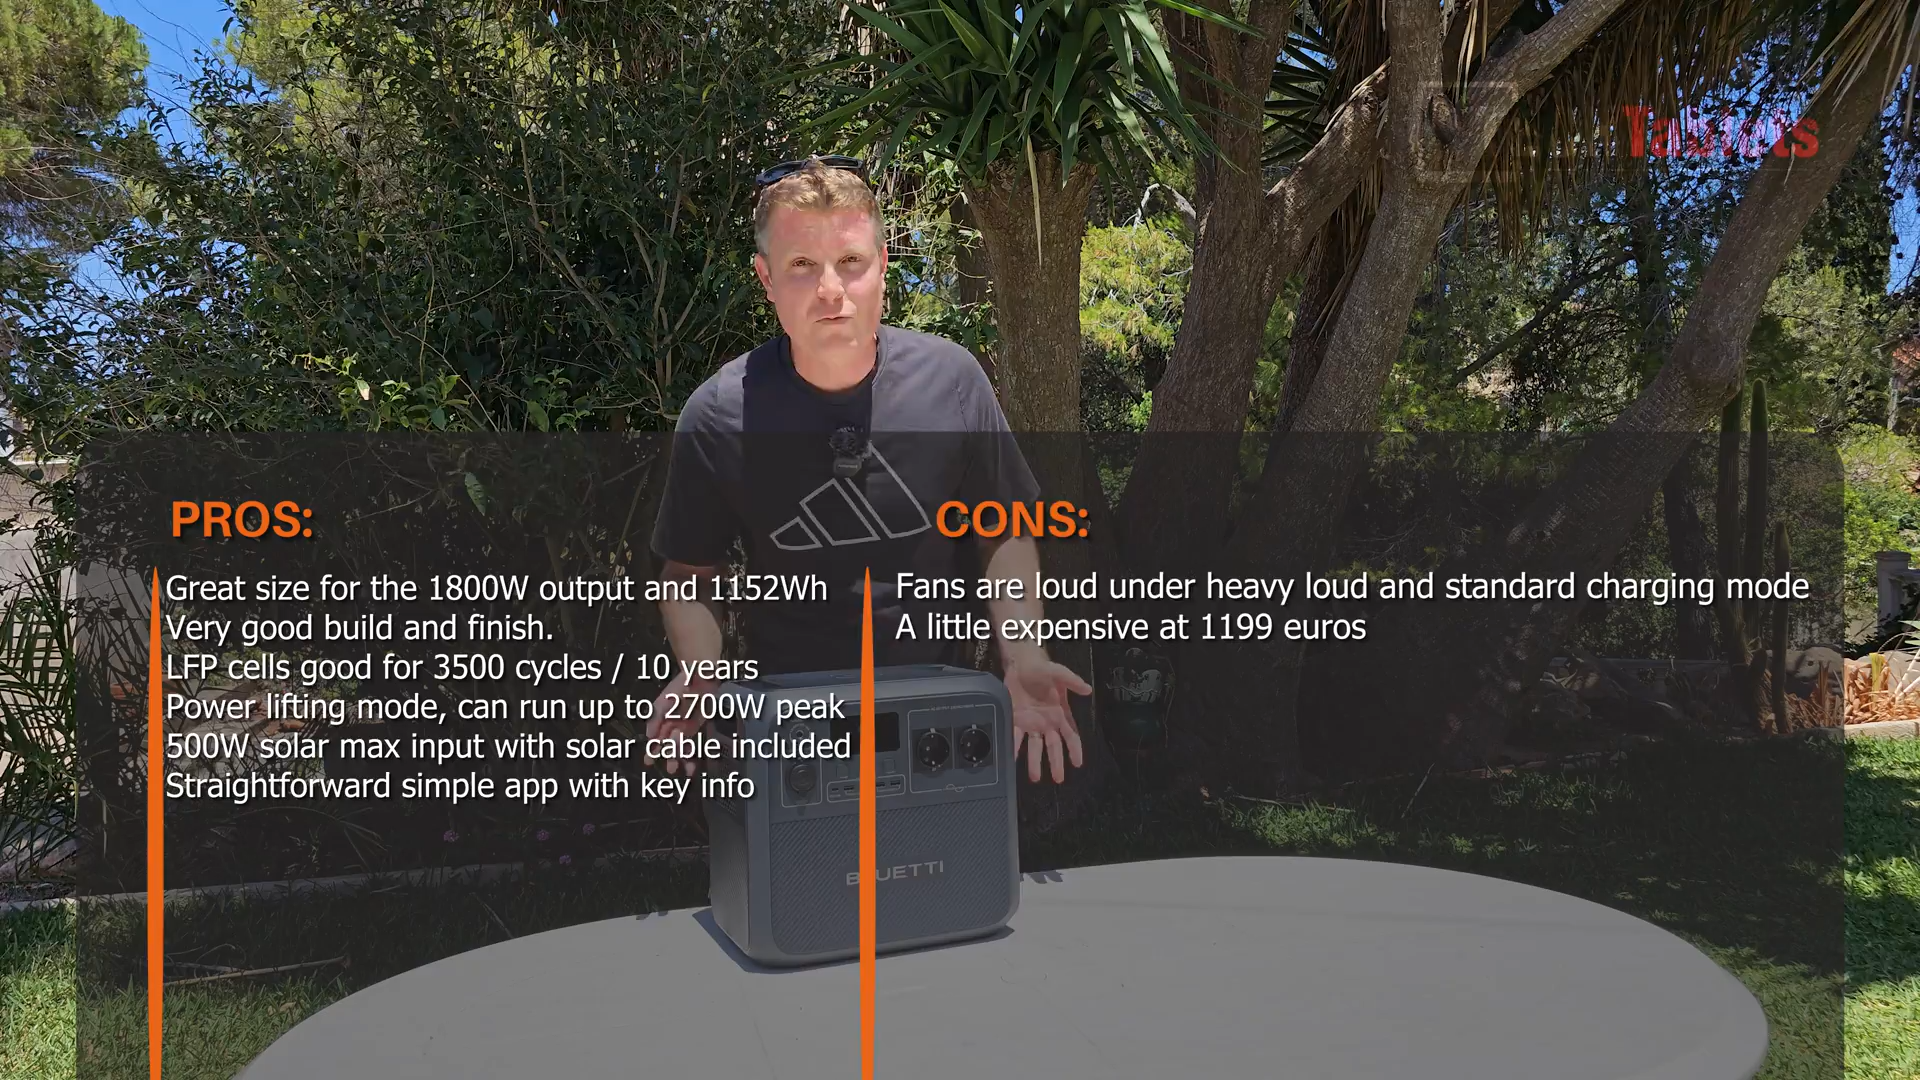 Tablets
PROS:
Great size for the 1800W output and 1152Wh
Very good build and finish.
LFP cells good for 3500 cycles / 10 years
Power lifting mode, can run up to 2700W peak
500W solar max input with solar cable included
Straightforward simple app with key info
CONS:
Fans are loud under heavy loud and standard charging mode
A little expensive at 1199 euros
BLUETTI